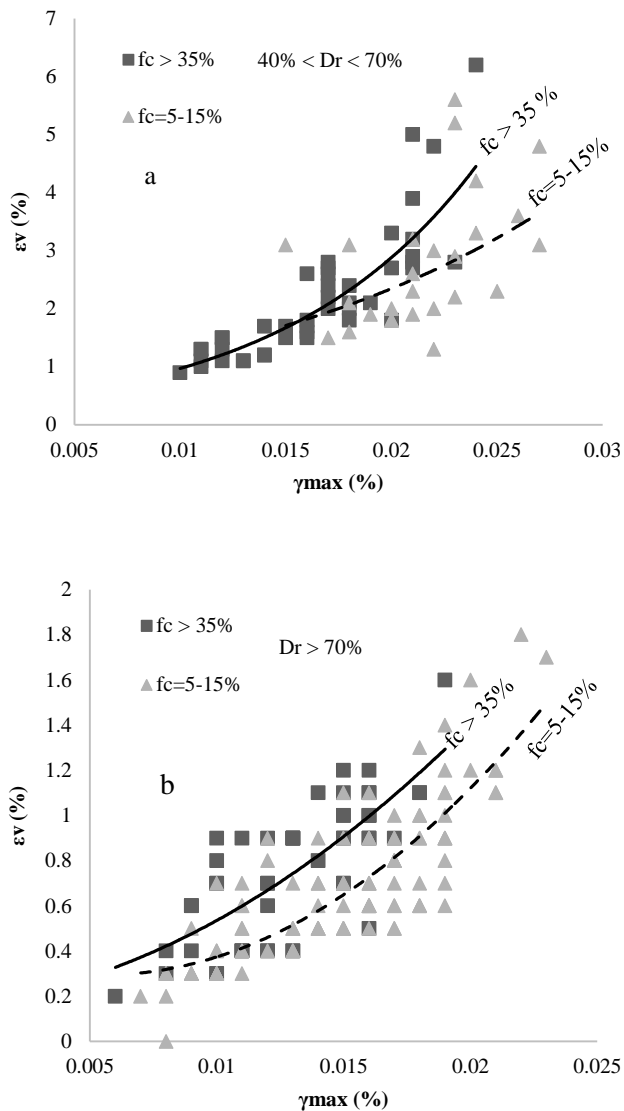 7
fc > 35%
40% < Dr < 70%
6
fc=5-15%
fc > 35 %
5
a
fc=5-15%
4
εv (%)
3
2
1
0
0.005
0.01
0.015
0.02
0.025
0.03
γmax (%)
2
fc > 35%
1.8
Dr > 70%
1.6
fc=5-15%
fc > 35%
fc=5-15%
1.4
1.2
b
1
εv (%)
0.8
0.6
0.4
0.2
0
0.005
0.01
0.015
0.02
0.025
γmax (%)